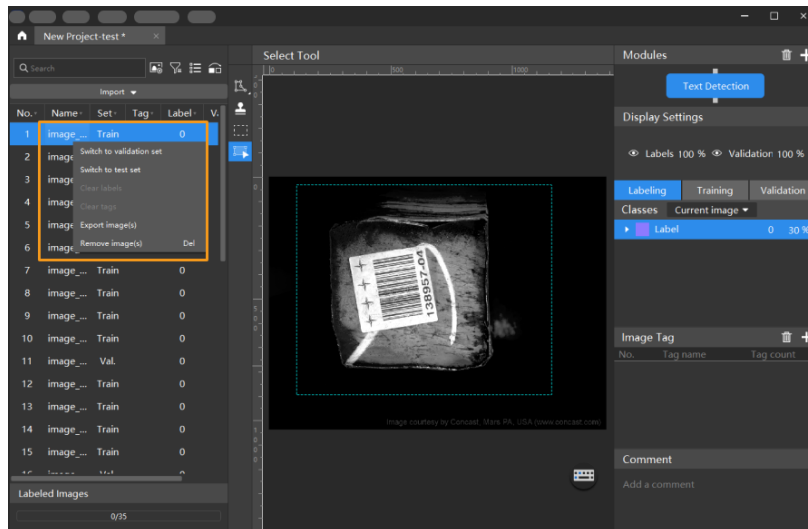 New Project-test *
Search
Import
No. Name Set Tag Label V.
1 image_... Train 0
2 image
3 image
4 image
5 image
6 image
Switch to validation set
Switch to test set
Clear labels
Clear tags
Export image(s)
Remove image(s) Del
7 image_... Train 0
8 image_... Train 0
9 image_... Train 0
10 image_... Train 0
11 image_... Val. 0
12 image_... Train 0
13 image_... Train 0
14 image_... Train 0
15 image_... Train 0
Labeled Images
0/35
Select Tool
0 500 1000
138957-04
Image courtesy by Concast, Mars PA, USA (www.concast.com)
Modules
Text Detection
Display Settings
Labels 100 % Validation 100 %
Labeling Training Validation
Classes Current image
Label 0 30 %
Image Tag
No. Tag name Tag count
Comment
Add a comment